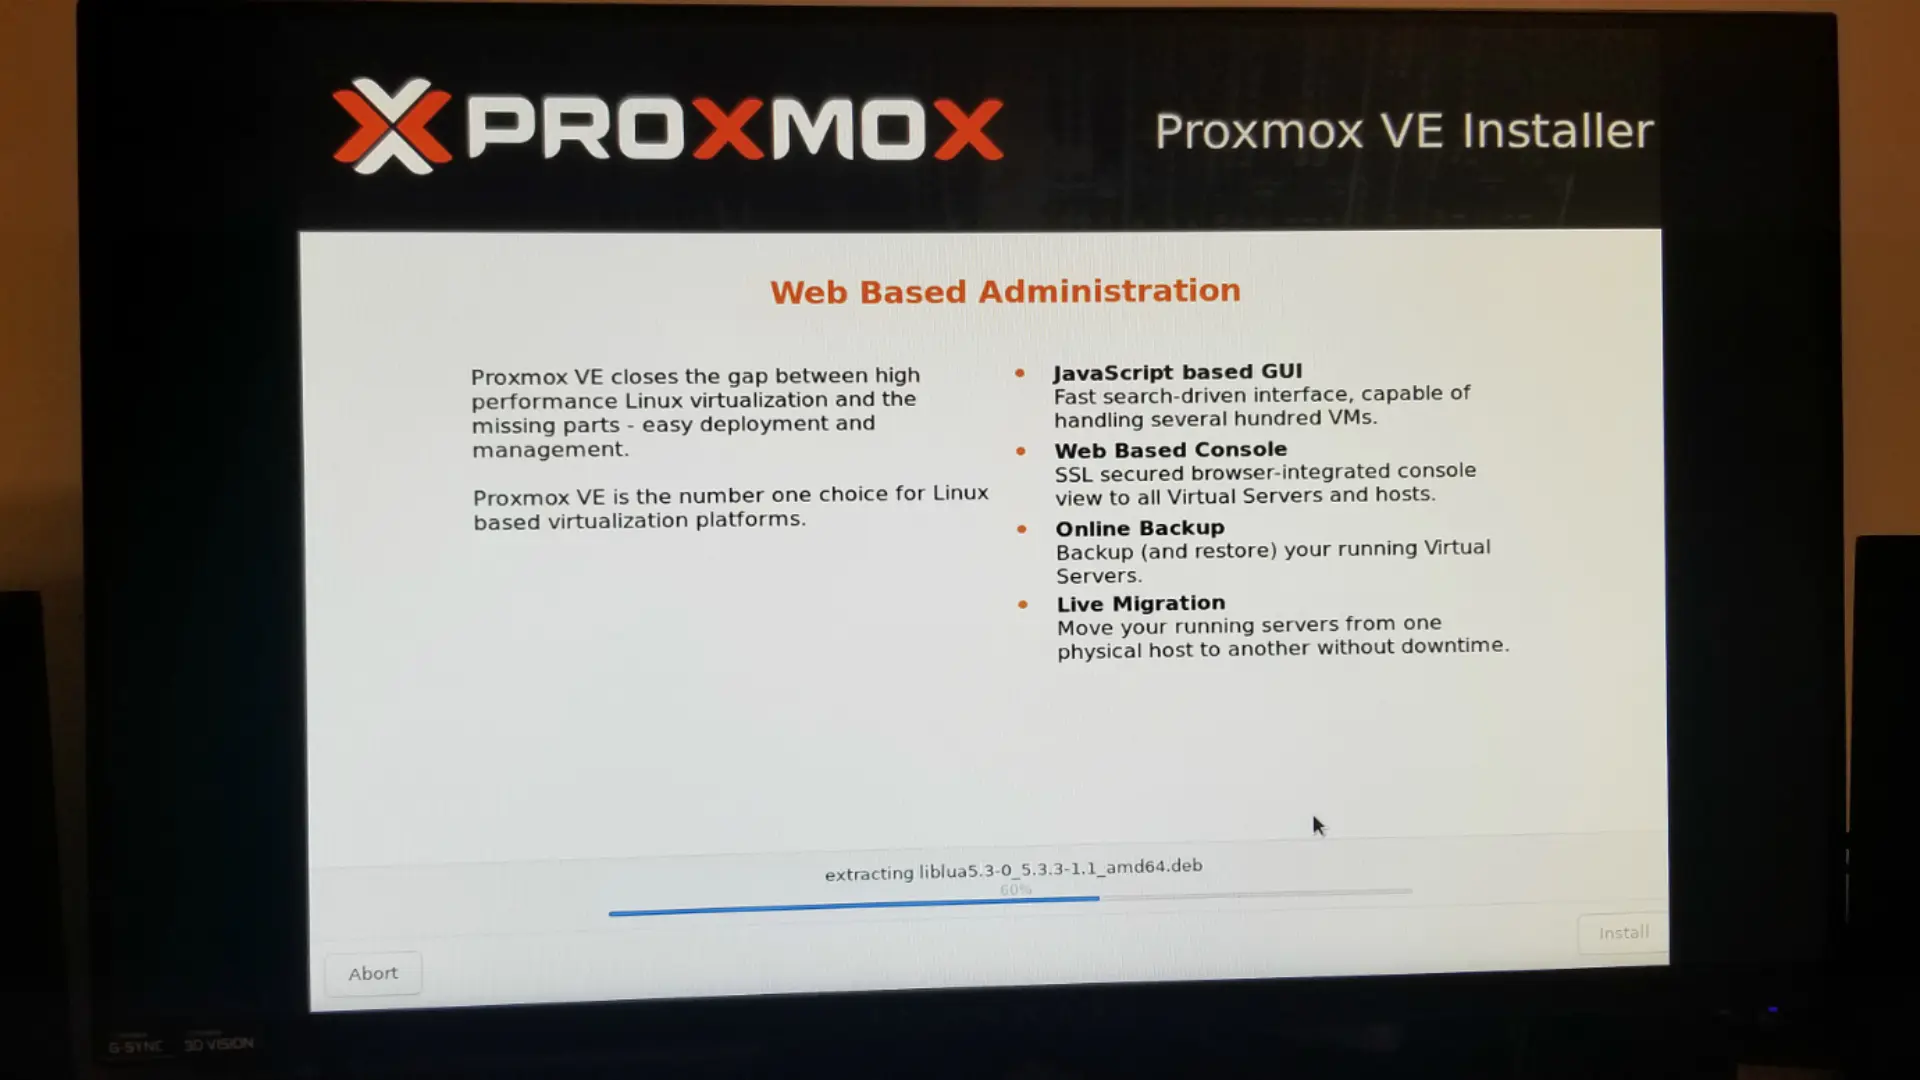 PROXMOX
Proxmox VE Installer
Web Based Administration
Proxmox VE closes the gap between high
performance Linux virtualization and the
missing parts - easy deployment and
management.
Proxmox VE is the number one choice for Linux
based virtualization platforms.
• JavaScript based GUI
Fast search-driven interface, capable of
handling several hundred VMs.
• Web Based Console
SSL secured browser-integrated console
view to all Virtual Servers and hosts.
• Online Backup
Backup (and restore) your running Virtual
Servers.
• Live Migration
Move your running servers from one
physical host to another without downtime.
extracting liblua5.3-0_5.3.3-1.1_amd64.deb
60%
Abort
Install
G-SYNC 3D VISION